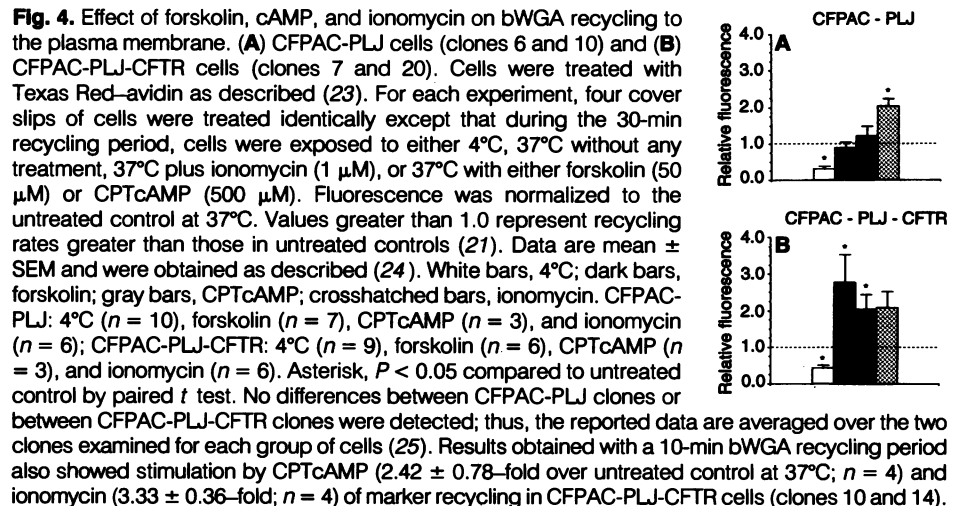 Fig. 4. Effect of forskolin, cAMP, and ionomycin on bWGA recycling to
the plasma membrane. (A) CFPAC-PLJ cells (clones 6 and 10) and (B)
CFPAC-PLJ-CFTR cells (clones 7 and 20). Cells were treated with
Texas Red–avidin as described (23). For each experiment, four cover
slips of cells were treated identically except that during the 30-min
recycling period, cells were exposed to either 4°C, 37°C without any
treatment, 37°C plus ionomycin (1 μM), or 37°C with either forskolin (50
μM) or CPTcAMP (500 μM). Fluorescence was normalized to the
untreated control at 37°C. Values greater than 1.0 represent recycling
rates greater than those in untreated controls (21). Data are mean ±
SEM and were obtained as described (24). White bars, 4°C; dark bars,
forskolin; gray bars, CPTcAMP; crosshatched bars, ionomycin. CFPAC-
PLJ: 4°C (n = 10), forskolin (n = 7), CPTcAMP (n = 3), and ionomycin
(n = 6); CFPAC-PLJ-CFTR: 4°C (n = 9), forskolin (n = 6), CPTcAMP (n
= 3), and ionomycin (n = 6). Asterisk, P < 0.05 compared to untreated
control by paired t test. No differences between CFPAC-PLJ clones or
between CFPAC-PLJ-CFTR clones were detected; thus, the reported data are averaged over the two
clones examined for each group of cells (25). Results obtained with a 10-min bWGA recycling period
also showed stimulation by CPTcAMP (2.42 ± 0.78–fold over untreated control at 37°C; n = 4) and
ionomycin (3.33 ± 0.36–fold; n = 4) of marker recycling in CFPAC-PLJ-CFTR cells (clones 10 and 14).
CFPAC - PLJ
A
Relative fluorescence
4.0
3.0
2.0
1.0
0.0
*
*
CFPAC - PLJ - CFTR
B
Relative fluorescence
4.0
3.0
2.0
1.0
0.0
*
*
*